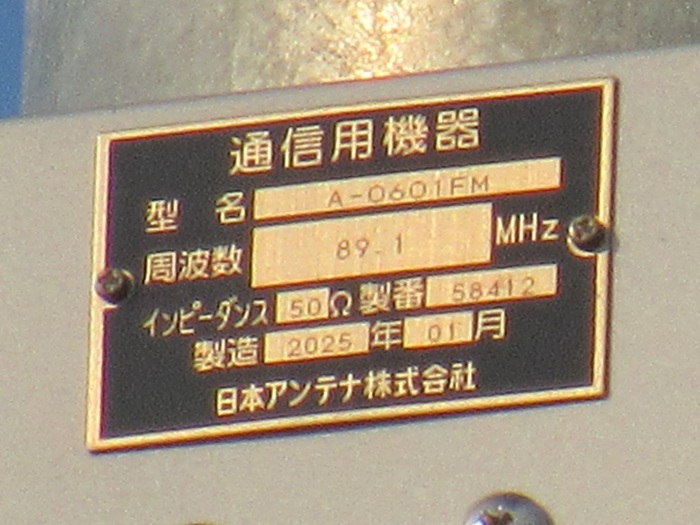 通信用機器
型 名 A-0601FM
周波数 89.1 MHz
インピーダンス 50 Ω 製番 58412
製造 2025 年 01 月
日本アンテナ株式会社